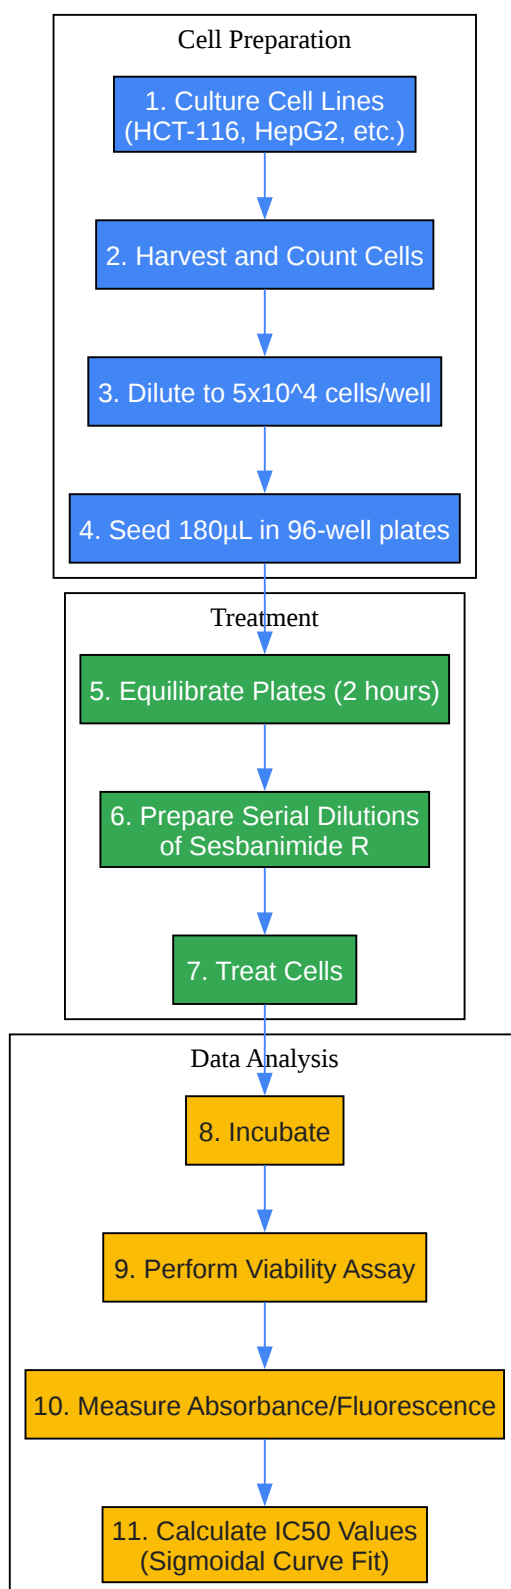 Cell Preparation
1. Culture Cell Lines
(HCT-116, HepG2, etc.)
2. Harvest and Count Cells
3. Dilute to 5x10^4 cells/well
4. Seed 180µL in 96-well plates
Treatment
5. Equilibrate Plates (2 hours)
6. Prepare Serial Dilutions
of Sesbanimide R
7. Treat Cells
Data Analysis
8. Incubate
9. Perform Viability Assay
10. Measure Absorbance/Fluorescence
11. Calculate IC50 Values
(Sigmoidal Curve Fit)